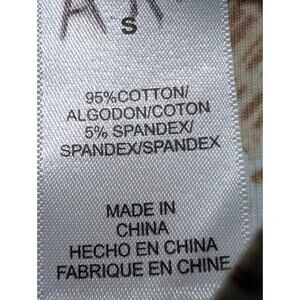 S
95%COTTON/
ALGODON/COTON
5% SPANDEX/
SPANDEX/SPANDEX
MADE IN
CHINA
HECHO EN CHINA
FABRIQUE EN CHINE